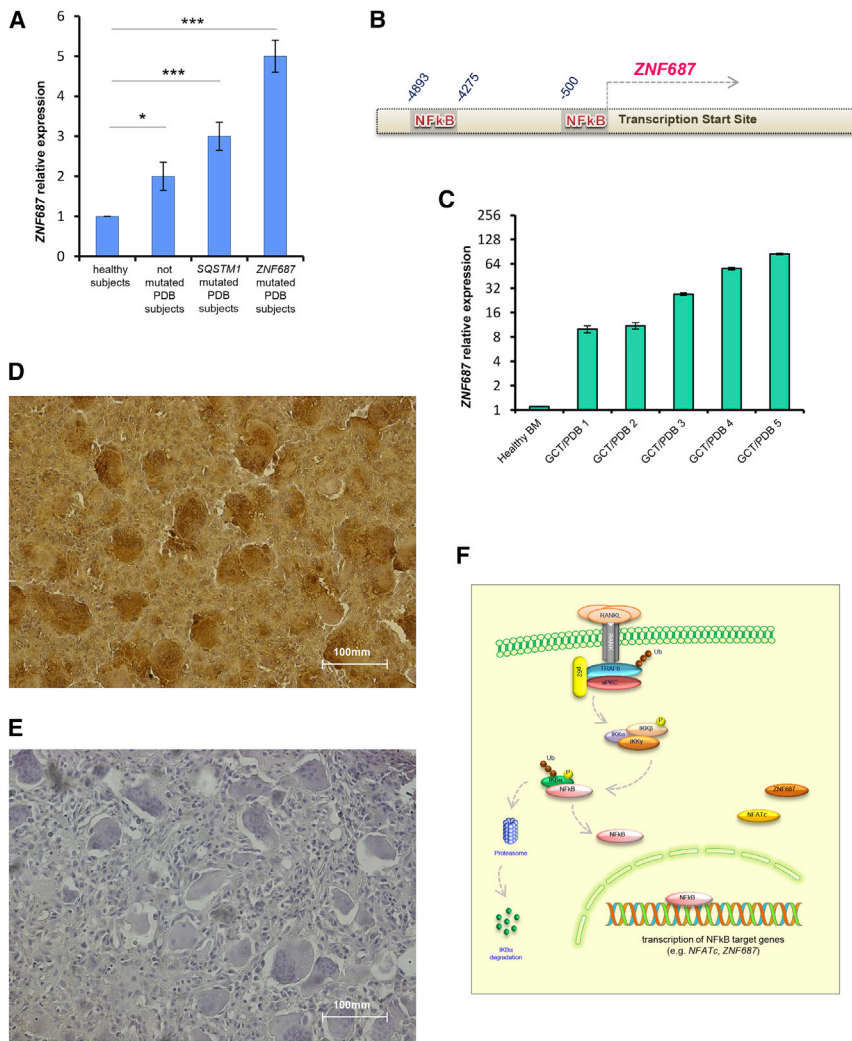 A
6
5
4
3
2
1
0
ZNF687 relative expression
***
***
*
healthy
subjects
not
mutated
PDB
subjects
SQSTM1
mutated
PDB
subjects
ZNF687
mutated
PDB
subjects
B
-4893
-4275
-500
ZNF687
NFkB
NFkB
Transcription Start Site
C
256
128
64
32
16
8
4
2
1
ZNF687 relative expression
Healthy BM
GCT/PDB 1
GCT/PDB 2
GCT/PDB 3
GCT/PDB 4
GCT/PDB 5
D
100mm
E
100mm
F
RANKL
RANK
Ub
p62
TRAF6
aPKC
P
IKKβ
IKKα
IKKγ
Ub
P
IKBα
NFkB
ZNF687
NFATc
Proteasome
NFkB
NFkB
IKBα
degradation
transcription of NFkB target genes
(e.g. NFATc, ZNF687)